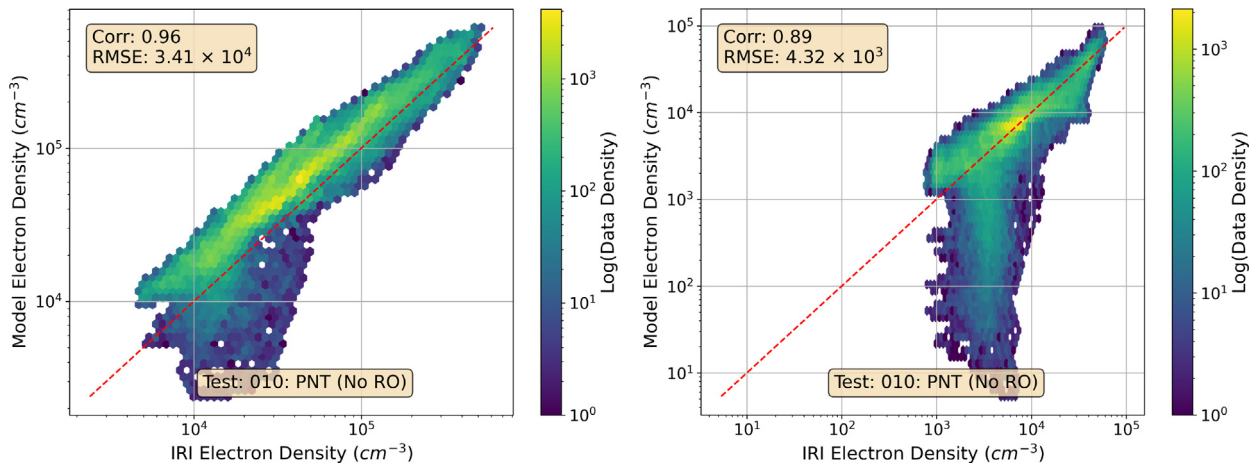 Corr: 0.96
RMSE: 3.41 × 10⁴
Test: 010: PNT (No RO)
Model Electron Density (cm⁻³)
10⁵
10⁴
10⁴
10⁵
IRI Electron Density (cm⁻³)
10³
10²
10¹
10⁰
Log(Data Density)
Corr: 0.89
RMSE: 4.32 × 10³
Test: 010: PNT (No RO)
Model Electron Density (cm⁻³)
10⁵
10⁴
10³
10²
10¹
10¹
10²
10³
10⁴
10⁵
IRI Electron Density (cm⁻³)
10³
10²
10¹
10⁰
Log(Data Density)